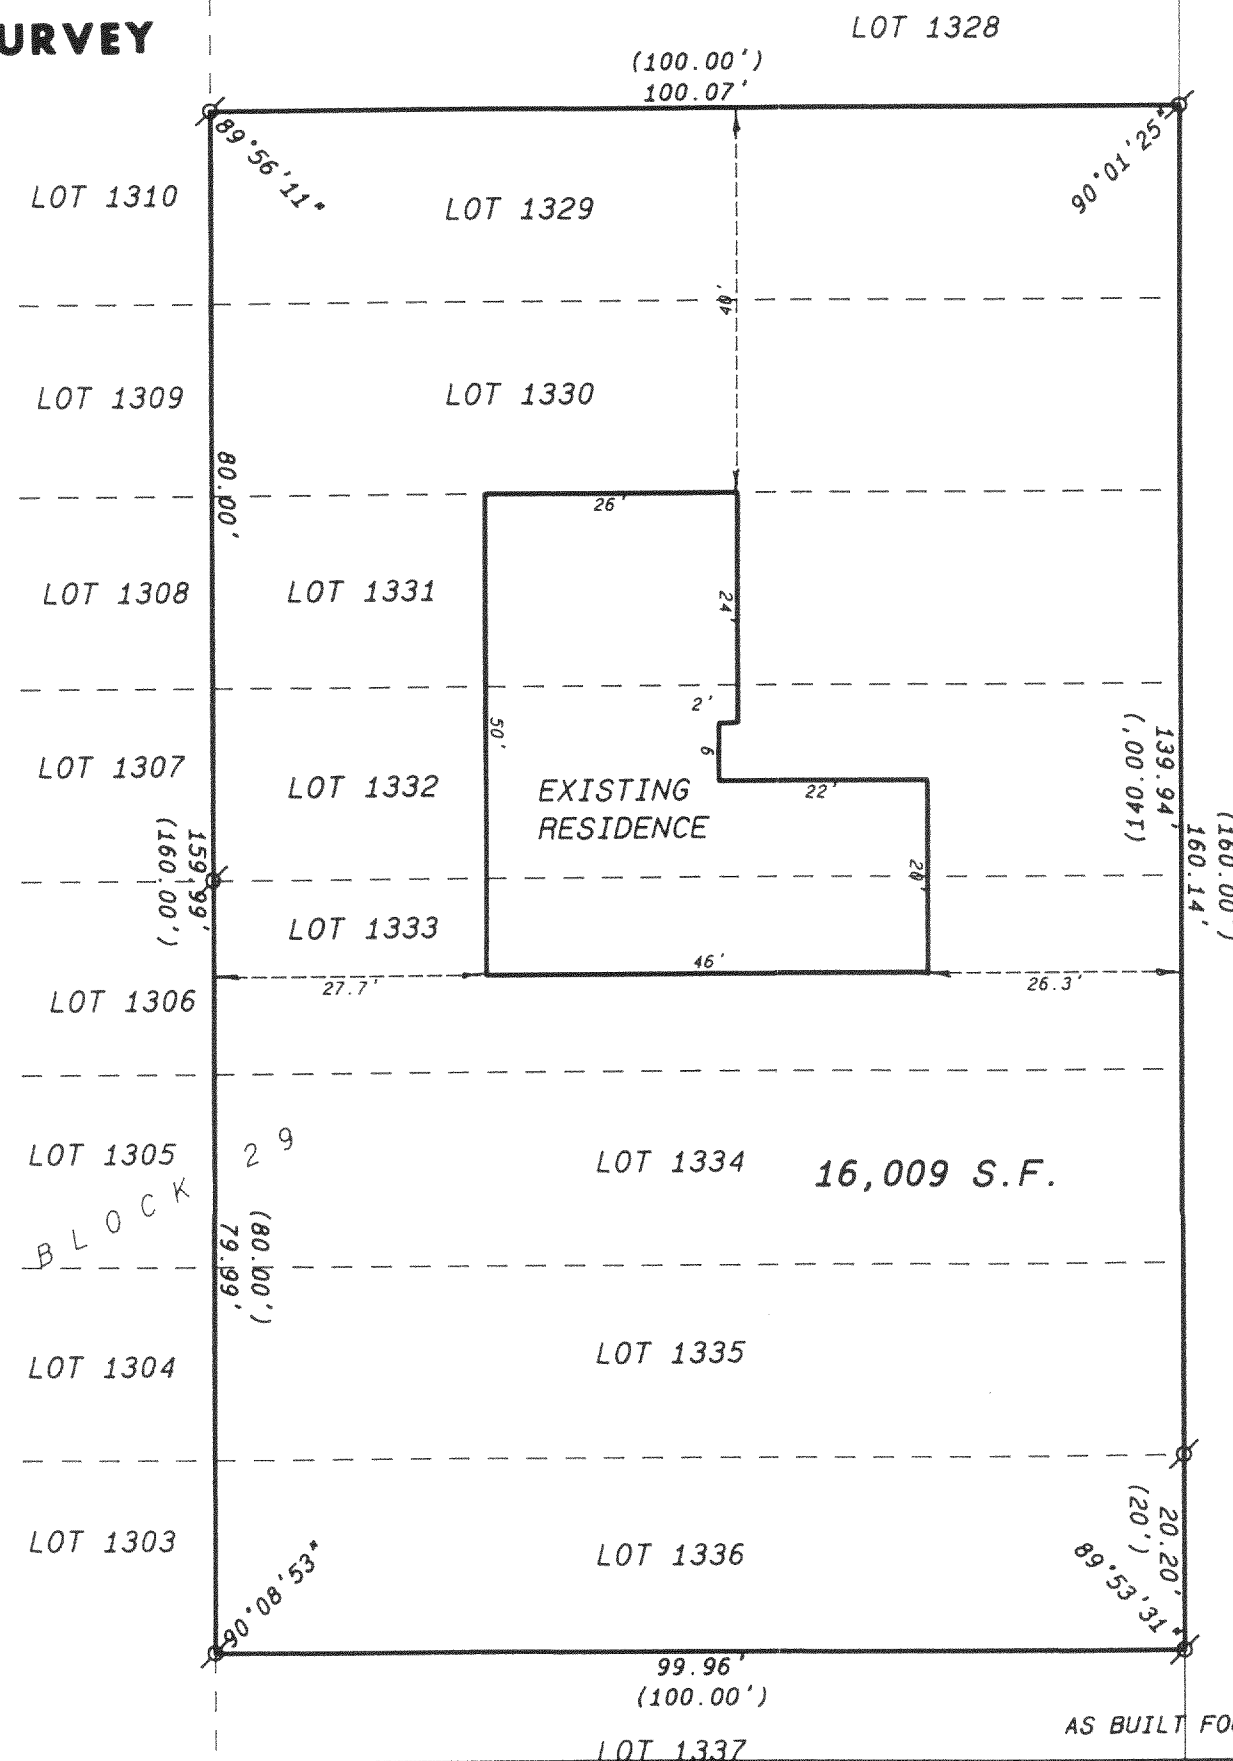 URVEY
LOT 1328
(100.00')
100.07'
89°56'11"
90°01'25"
LOT 1310
LOT 1329
40'
LOT 1309
LOT 1330
80.00'
26'
LOT 1308
LOT 1331
24'
2'
50'
6
139.94'
(140.00')
LOT 1307
LOT 1332
EXISTING
RESIDENCE
22'
159.99'
(160.00')
20'
(160.00')
160.14'
LOT 1333
46'
27.7'
26.3'
LOT 1306
LOT 1305
BLOCK 29
LOT 1334
16,009 S.F.
(80.00')
79.99'
LOT 1304
LOT 1335
LOT 1303
LOT 1336
20.20'
(20')
90°08'53"
89°53'31"
99.96'
(100.00')
AS BUILT FO
LOT 1337